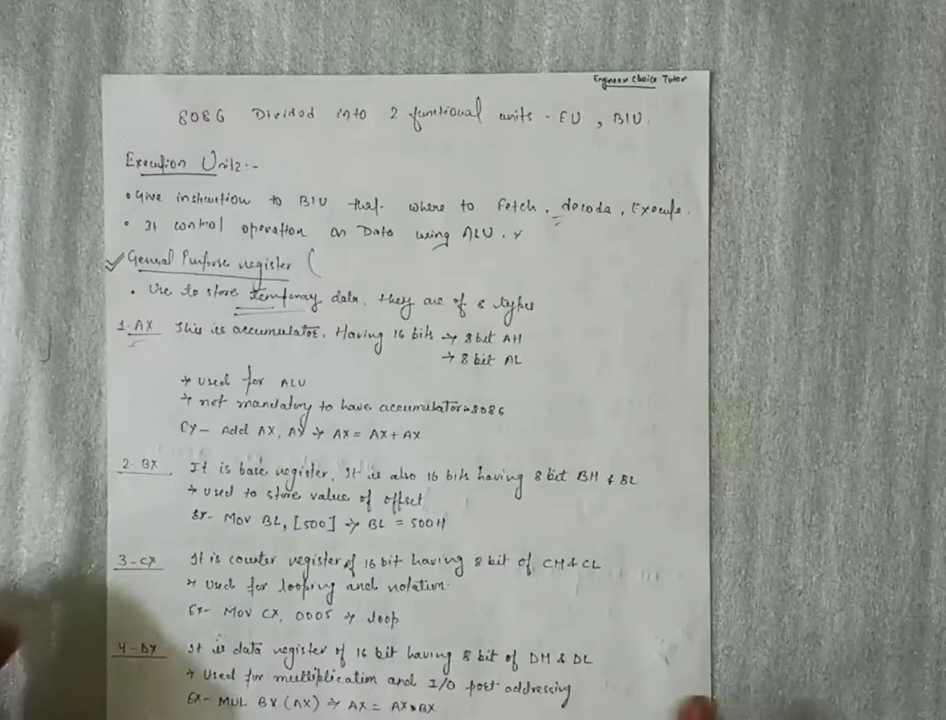 Engineer Choice Tutor
8086 Divided into 2 functional units - EU, BIU.
Execution Unit:-
• Give instruction to BIU that where to Fetch, decode, Execute.
• It control operation on Data using ALU.
General Purpose register (
• Use to store temporary data. They are of 8 types
1-AX This is accumulator. Having 16 bits → 8 bit AH
→ 8 bit AL
→ used for ALU
→ not mandatory to have accumulator in 8086
Ex- Add AX, AX → AX = AX + AX
2- BX It is base register, It is also 16 bits having 8 bit BH & BL
→ used to store value of offset
Ex- Mov BL, [500] → BL = 500H
3-CX It is counter register of 16 bit having 8 bit of CH & CL
→ Used for looping and rotation.
Ex- Mov CX, 0005 → loop
4-DX It is data register of 16 bit having 8 bit of DH & DL
→ Used for multiplication and I/O port addressing
Ex- MUL BX (AX) → AX = AX * BX